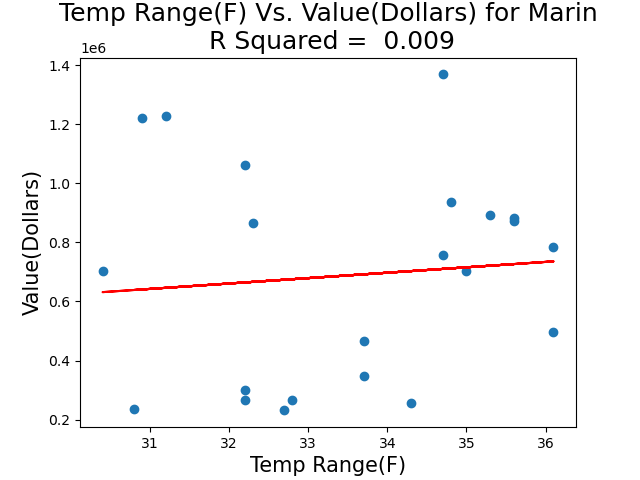 Temp Range(F) Vs. Value(Dollars) for Marin
R Squared =  0.009
1e6
1.4
1.2
1.0
0.8
0.6
0.4
0.2
Value(Dollars)
31 32 33 34 35 36
Temp Range(F)